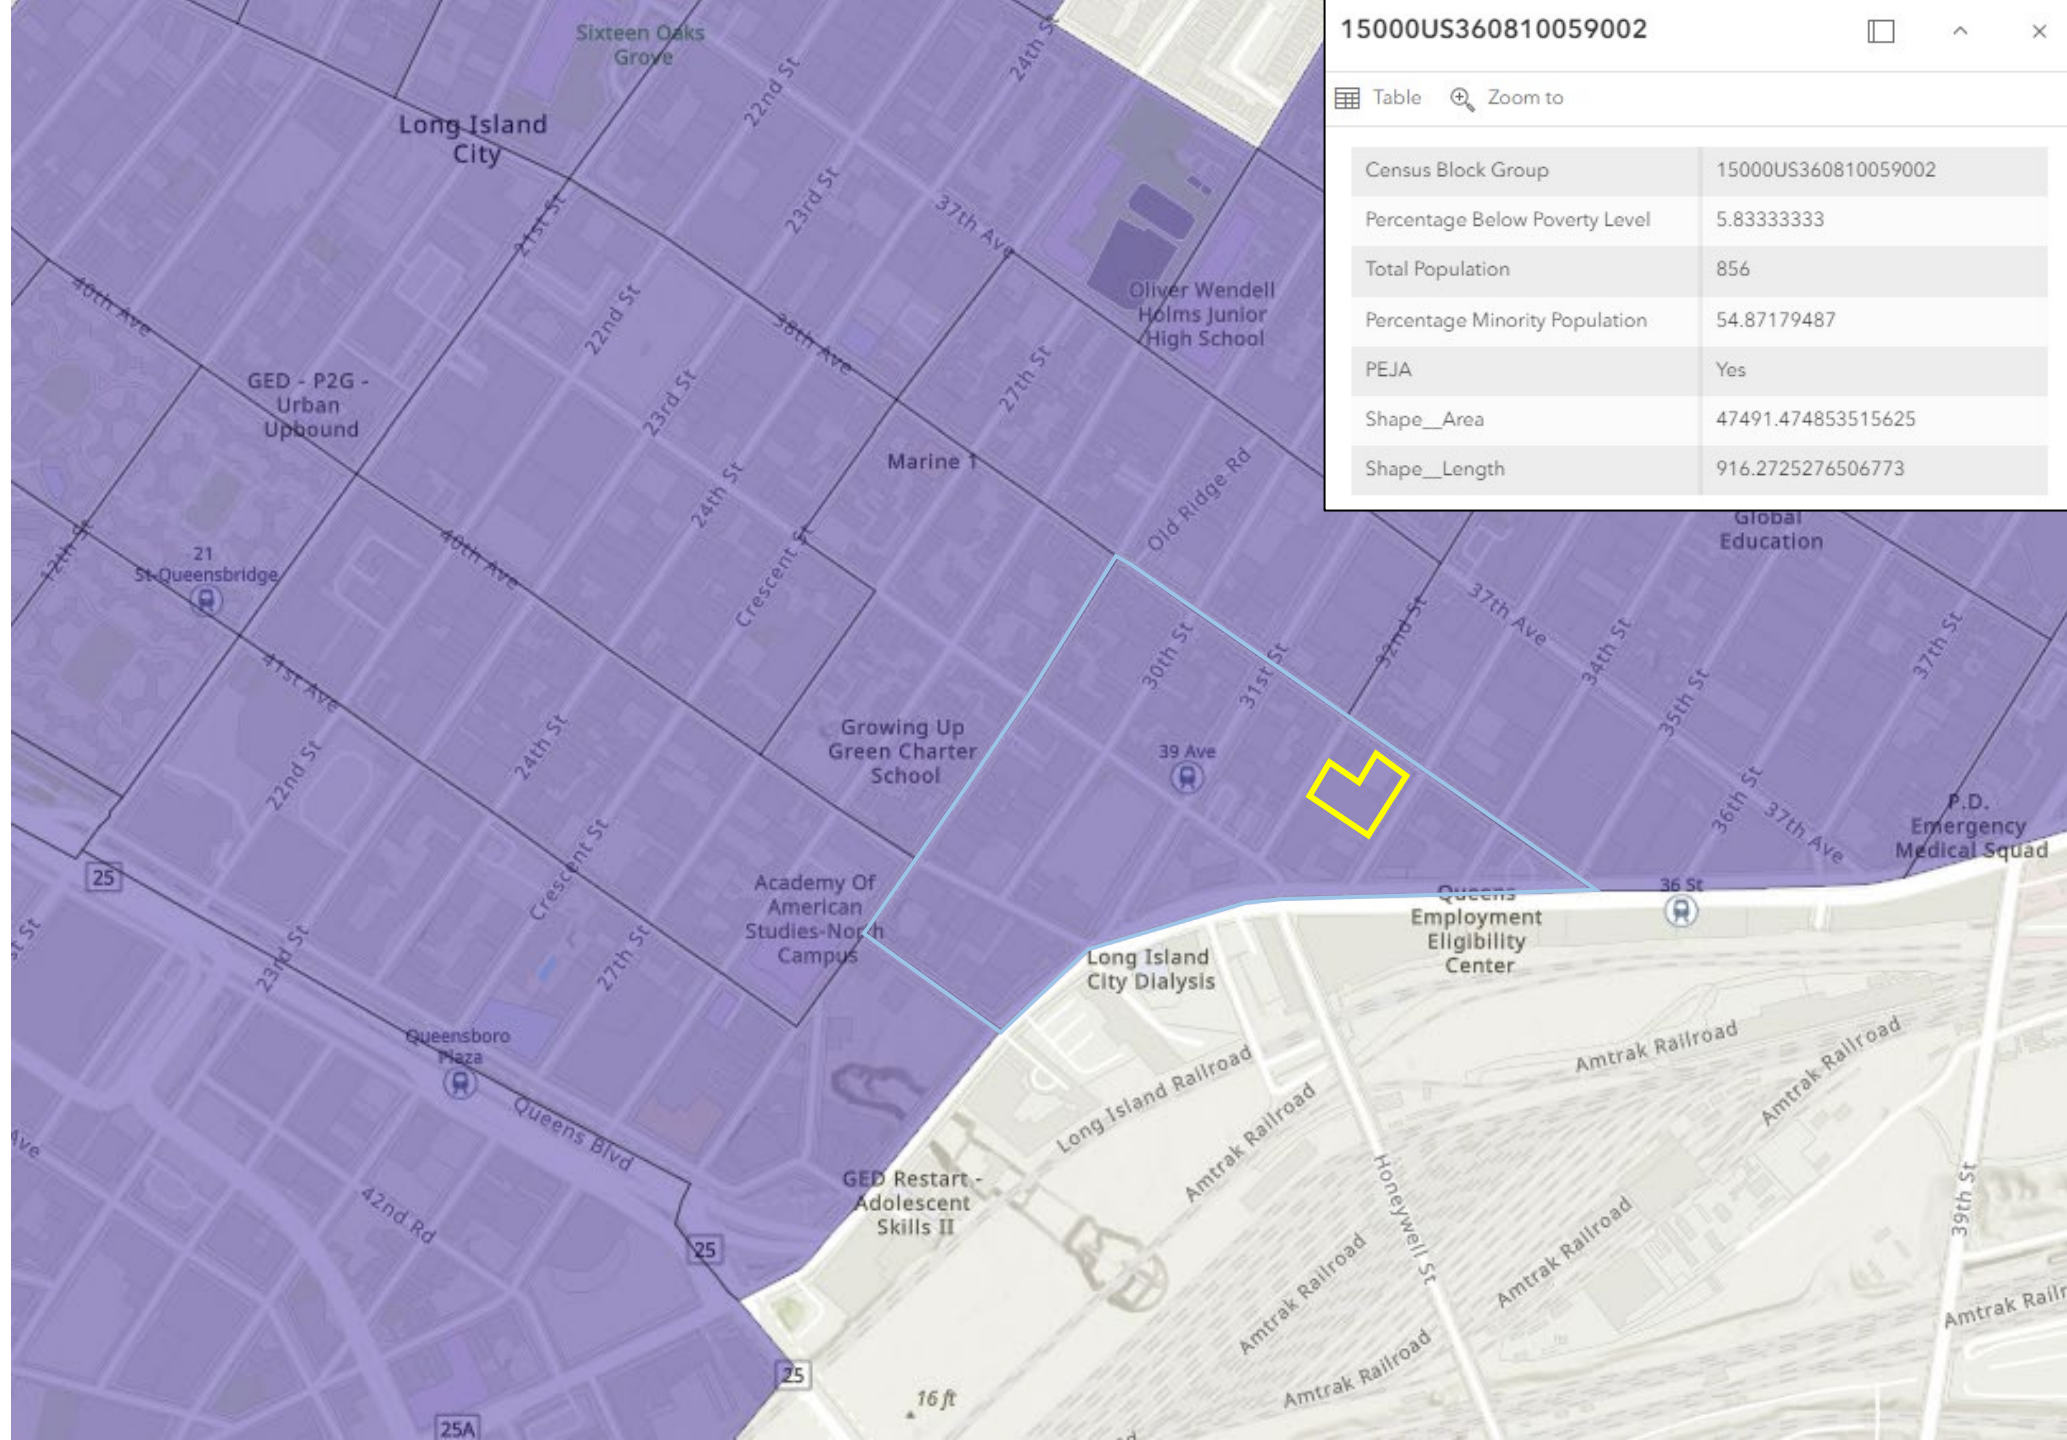 15000US360810059002
Table
Zoom to
Census Block Group 15000US360810059002
Percentage Below Poverty Level 5.83333333
Total Population 856
Percentage Minority Population 54.87179487
PEJA Yes
Shape__Area 47491.474853515625
Shape__Length 916.2725276506773
Sixteen Oaks
Grove
24th St
22nd St
Long Island
City
23rd St
21st St
37th Ave
Oliver Wendell
Holms Junior
High School
40th Ave
22nd St
38th Ave
27th St
GED - P2G -
Urban
Upbound
23rd St
Marine 1
24th St
Old Ridge Rd
Global
Education
12th St
21
St-Queensbridge
40th Ave
Crescent St
37th Ave
32nd St
34th St
37th St
30th St
31st St
41st Ave
35th St
22nd St
24th St
Growing Up
Green Charter
School
39 Ave
36th St
37th Ave
P.D.
Emergency
Medical Squad
25
Crescent St
Academy Of
American
Studies-North
Campus
36 St
Queens
Employment
Eligibility
Center
st St
23rd St
27th St
Long Island
City Dialysis
Queensboro
Plaza
Queens Blvd
Long Island Railroad
Amtrak Railroad
Amtrak Railroad
Amtrak Railroad
Ave
42nd Rd
GED Restart -
Adolescent
Skills II
Honeywell St
39th St
25
Amtrak Railroad
Amtrak Railroad
Amtrak Railr
25
Amtrak Railroad
16 ft
25A